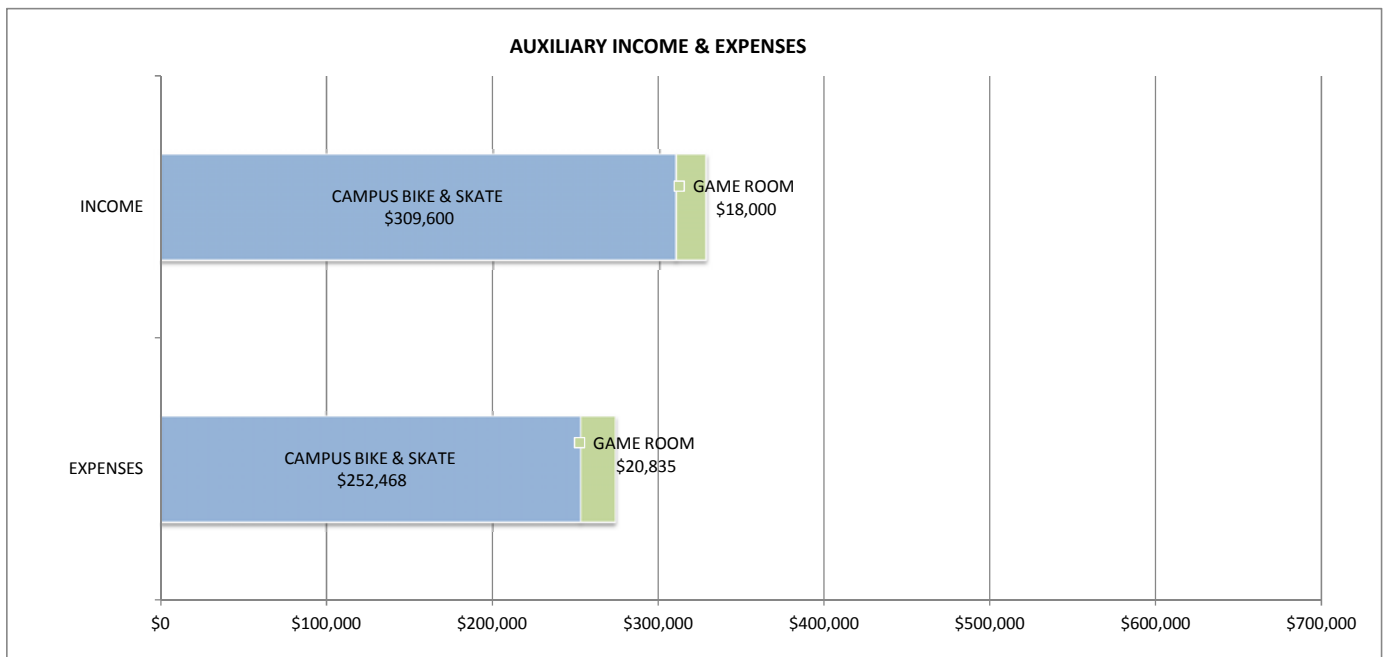 AUXILIARY INCOME & EXPENSES
INCOME
CAMPUS BIKE & SKATE
$309,600
GAME ROOM
$18,000
EXPENSES
CAMPUS BIKE & SKATE
$252,468
GAME ROOM
$20,835
$0 $100,000 $200,000 $300,000 $400,000 $500,000 $600,000 $700,000